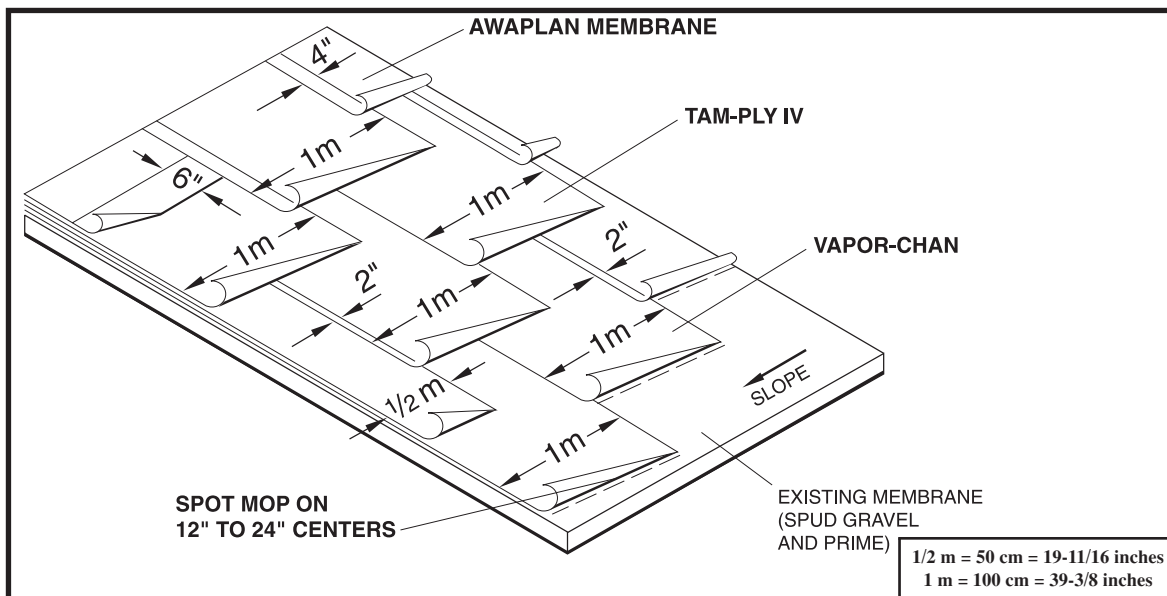 AWAPLAN MEMBRANE
4"
TAM-PLY IV
1m
6"
1m
2"
VAPOR-CHAN
1m
2"
1m
1m
1/2 m
SLOPE
1m
SPOT MOP ON
12" TO 24" CENTERS
EXISTING MEMBRANE
(SPUD GRAVEL
AND PRIME)
1/2 m = 50 cm = 19-11/16 inches
1 m = 100 cm = 39-3/8 inches